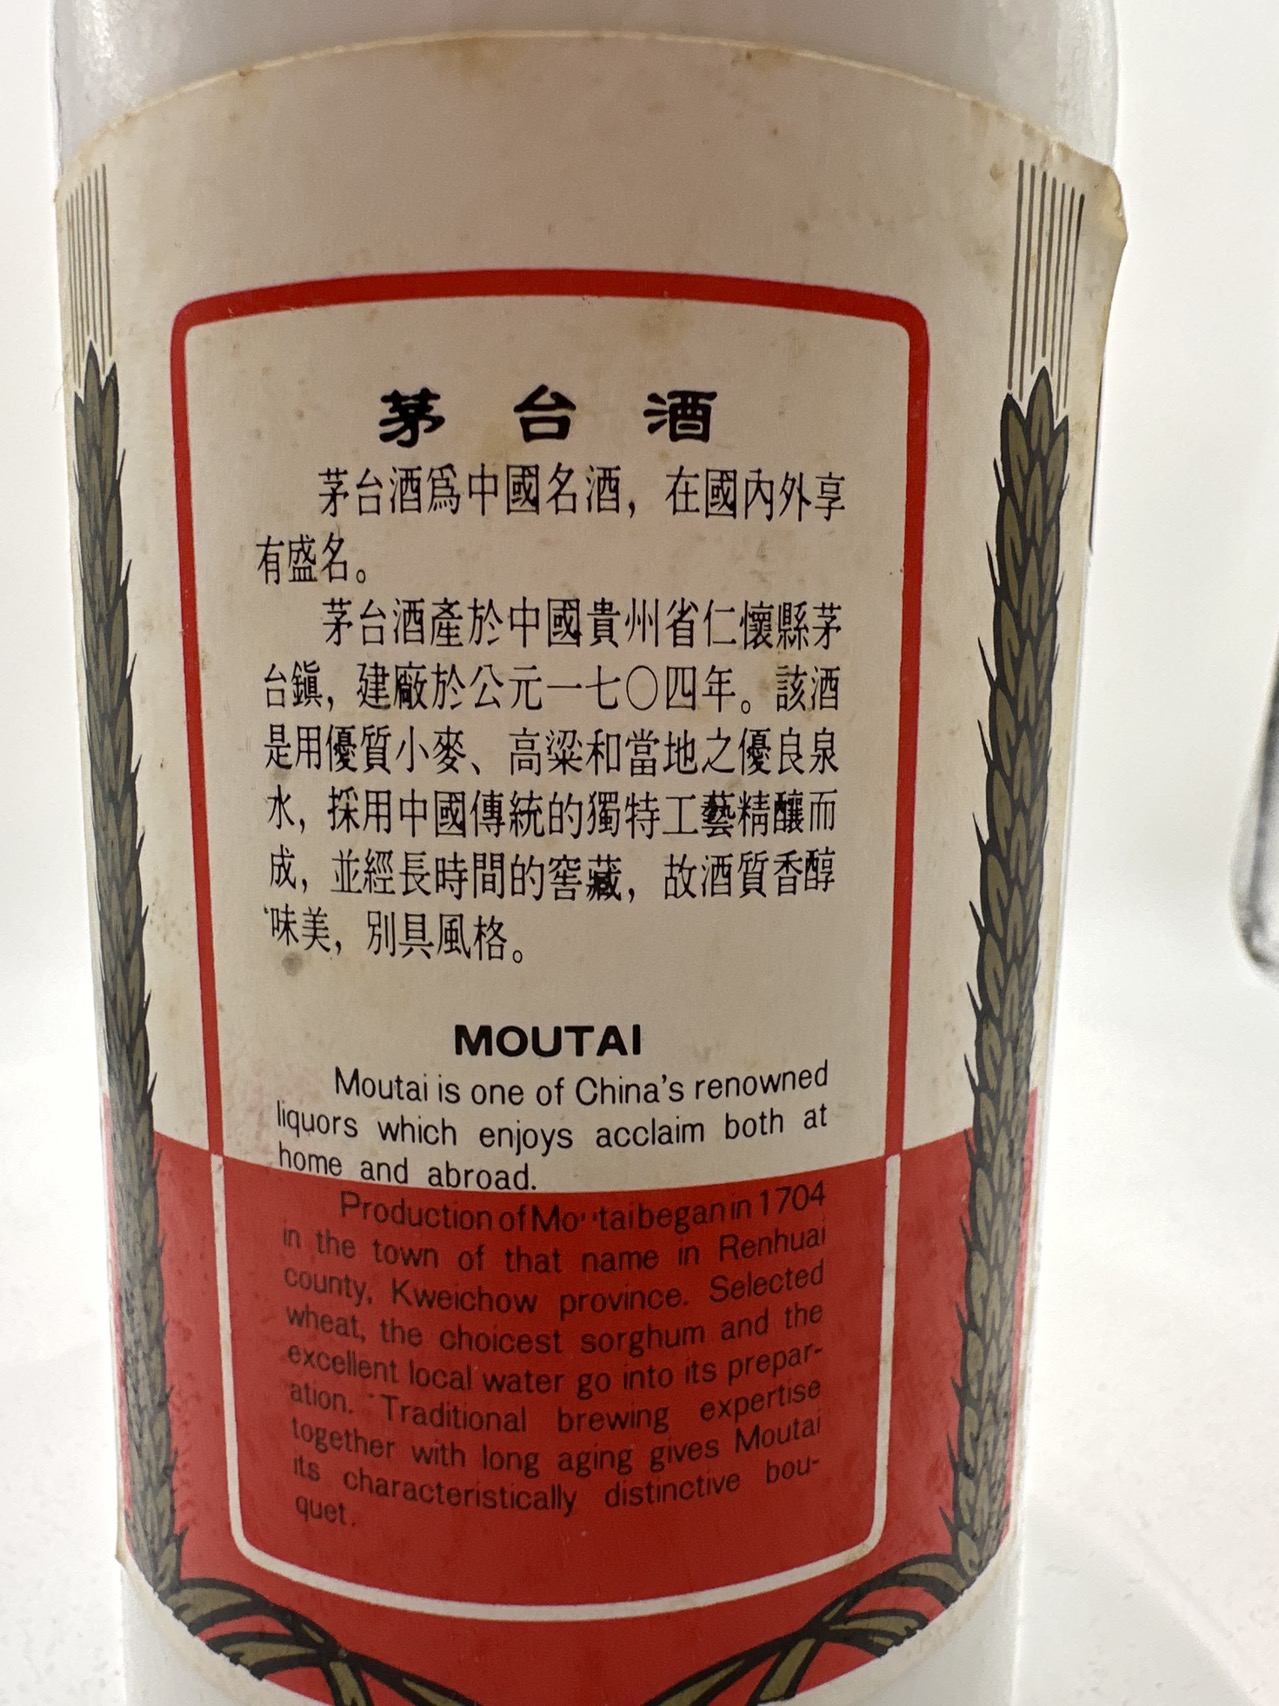 茅台酒
茅台酒爲中國名酒，在國內外享
有盛名。
茅台酒產於中國貴州省仁懷縣茅
台鎮，建廠於公元一七〇四年。該酒
是用優質小麥、高粱和當地之優良泉
水，採用中國傳統的獨特工藝精釀而
成，並經長時間的窖藏，故酒質香醇
味美，別具風格。
MOUTAI
Moutai is one of China's renowned
liquors which enjoys acclaim both at
home and abroad.
Production of Moutai began in 1704
in the town of that name in Renhuai
county, Kweichow province. Selected
wheat, the choicest sorghum and the
excellent local water go into its prepar-
ation. Traditional brewing expertise
together with long aging gives Moutai
its characteristically distinctive bou-
quet.